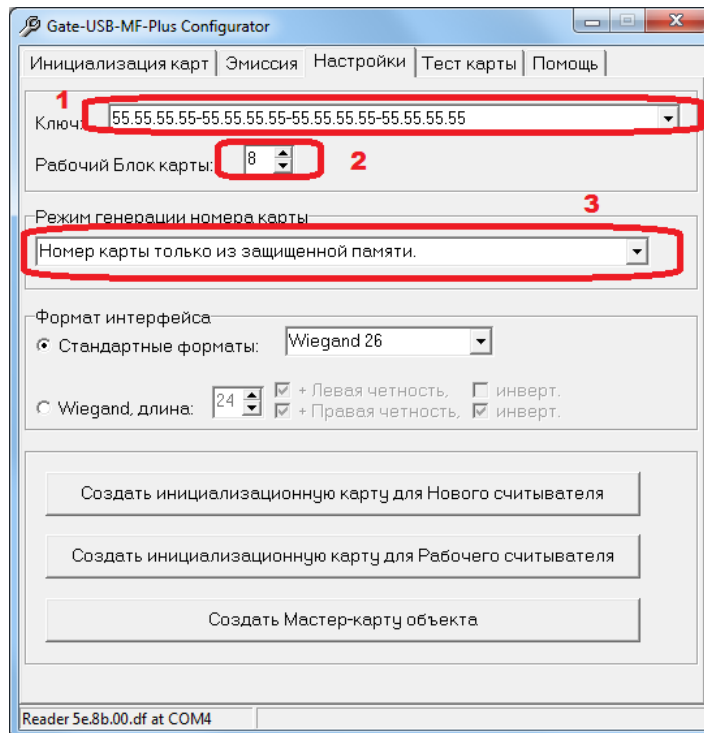 Gate-USB-MF-Plus Configurator
Инициализация карт Эмиссия Настройки Тест карты Помощь
1
Ключ: 55.55.55.55-55.55.55.55-55.55.55.55-55.55.55.55
Рабочий Блок карты: 8 2
Режим генерации номера карты 3
Номер карты только из защищенной памяти.
Формат интерфейса
Стандартные форматы: Wiegand 26
+ Левая четность, инверт.
Wiegand, длина: 24
+ Правая четность, инверт.
Создать инициализационную карту для Нового считывателя
Создать инициализационную карту для Рабочего считывателя
Создать Мастер-карту объекта
Reader 5e.8b.00.df at COM4